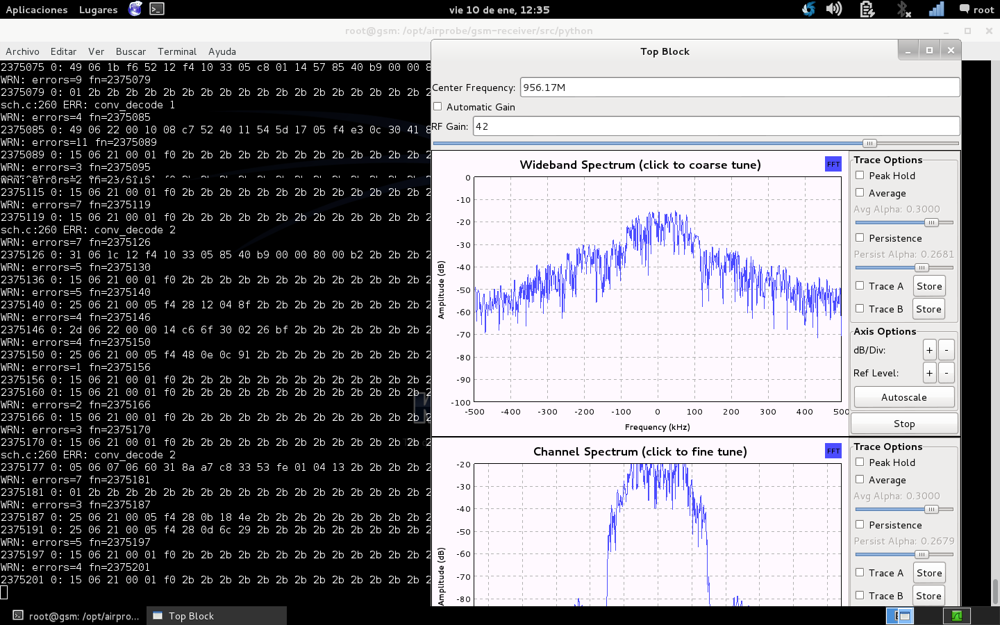 Aplicaciones Lugares vie 10 de ene, 12:35 root
root@gsm: /opt/airprobe/gsm-receiver/src/python
Archivo Editar Ver Buscar Terminal Ayuda
2375075 0: 49 06 1b f6 52 12 f4 10 33 05 c8 01 14 57 85 40 b9 00 00 8
WRN: errors=9 fn=2375079
2375079 0: 01 2b 2b 2b 2b 2b 2b 2b 2b 2b 2b 2b 2b 2b 2b 2b 2b 2b 2b 2
sch.c:260 ERR: conv_decode 1
WRN: errors=4 fn=2375085
2375085 0: 49 06 22 00 10 08 c7 52 40 11 54 5d 17 05 f4 e3 0c 30 41 8
WRN: errors=11 fn=2375089
2375089 0: 15 06 21 00 01 f0 2b 2b 2b 2b 2b 2b 2b 2b 2b 2b 2b 2b 2b 2
WRN: errors=3 fn=2375095
WRN: errors=2 fn=2375115
2375115 0: 15 06 21 00 01 f0 2b 2b 2b 2b 2b 2b 2b 2b 2b 2b 2b 2b 2b 2
WRN: errors=7 fn=2375119
2375119 0: 15 06 21 00 01 f0 2b 2b 2b 2b 2b 2b 2b 2b 2b 2b 2b 2b 2b 2
sch.c:260 ERR: conv_decode 2
WRN: errors=7 fn=2375126
2375126 0: 31 06 1c 12 f4 10 33 05 85 40 b9 00 00 80 00 b2 2b 2b 2b 2
WRN: errors=5 fn=2375130
2375136 0: 15 06 21 00 01 f0 2b 2b 2b 2b 2b 2b 2b 2b 2b 2b 2b 2b 2b 2
WRN: errors=5 fn=2375140
2375140 0: 25 06 21 00 05 f4 28 12 04 8f 2b 2b 2b 2b 2b 2b 2b 2b 2b 2
WRN: errors=4 fn=2375146
2375146 0: 2d 06 22 00 00 14 c6 6f 30 02 26 bf 2b 2b 2b 2b 2b 2b 2b 2
WRN: errors=4 fn=2375150
2375150 0: 25 06 21 00 05 f4 48 0e 0c 91 2b 2b 2b 2b 2b 2b 2b 2b 2b 2
WRN: errors=1 fn=2375156
2375156 0: 15 06 21 00 01 f0 2b 2b 2b 2b 2b 2b 2b 2b 2b 2b 2b 2b 2b 2
2375160 0: 15 06 21 00 01 f0 2b 2b 2b 2b 2b 2b 2b 2b 2b 2b 2b 2b 2b 2
WRN: errors=2 fn=2375166
2375166 0: 15 06 21 00 01 f0 2b 2b 2b 2b 2b 2b 2b 2b 2b 2b 2b 2b 2b 2
WRN: errors=3 fn=2375170
2375170 0: 15 06 21 00 01 f0 2b 2b 2b 2b 2b 2b 2b 2b 2b 2b 2b 2b 2b 2
sch.c:260 ERR: conv_decode 2
2375177 0: 05 06 07 06 60 31 8a a7 c8 33 53 fe 01 04 13 2b 2b 2b 2b 2
WRN: errors=7 fn=2375181
2375181 0: 01 2b 2b 2b 2b 2b 2b 2b 2b 2b 2b 2b 2b 2b 2b 2b 2b 2b 2b 2
WRN: errors=3 fn=2375187
2375187 0: 25 06 21 00 05 f4 28 0b 18 4e 2b 2b 2b 2b 2b 2b 2b 2b 2b 2
2375191 0: 25 06 21 00 05 f4 28 0d 6c 29 2b 2b 2b 2b 2b 2b 2b 2b 2b 2
WRN: errors=5 fn=2375197
2375197 0: 15 06 21 00 01 f0 2b 2b 2b 2b 2b 2b 2b 2b 2b 2b 2b 2b 2b 2
WRN: errors=4 fn=2375201
2375201 0: 15 06 21 00 01 f0 2b 2b 2b 2b 2b 2b 2b 2b 2b 2b 2b 2b 2b 2
Top Block
Center Frequency: 956.17M
Automatic Gain
RF Gain: 42
Wideband Spectrum (click to coarse tune)
FFT
0
-10
-20
-30
-40
-50
-60
-70
-80
-90
-100
Amplitude (dB)
-500 -400 -300 -200 -100 0 100 200 300 400 500
Frequency (kHz)
Trace Options
Peak Hold
Average
Avg Alpha: 0.3000
Persistence
Persist Alpha: 0.2681
Trace A Store
Trace B Store
Axis Options
dB/Div: + -
Ref Level: + -
Autoscale
Stop
Channel Spectrum (click to fine tune)
FFT
-20
-30
-40
-50
-60
-70
-80
Amplitude (dB)
Trace Options
Peak Hold
Average
Avg Alpha: 0.3000
Persistence
Persist Alpha: 0.2679
Trace A Store
Trace B Store
root@gsm: /opt/airpro... Top Block